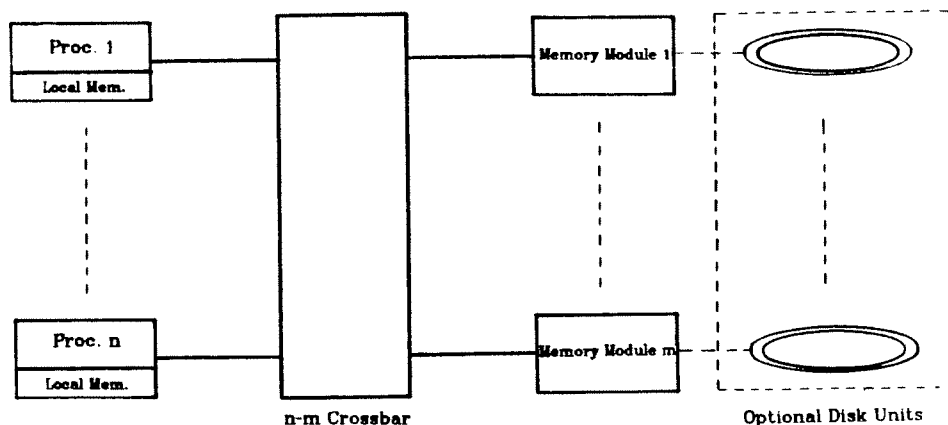 Proc. 1
Local Mem.
Memory Module 1
Proc. n
Local Mem.
Memory Module m
n-m Crossbar
Optional Disk Units